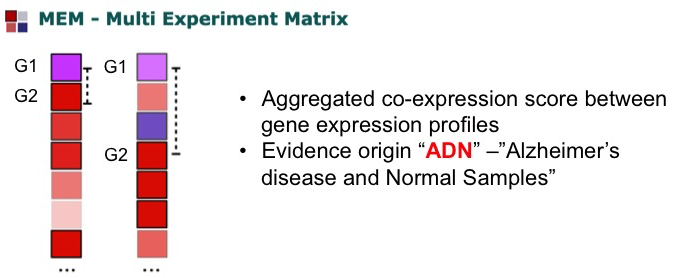 MEM - Multi Experiment Matrix
G1
G2
...
G1
G2
...
• Aggregated co-expression score between
gene expression profiles
• Evidence origin “ADN” –”Alzheimer’s
disease and Normal Samples”